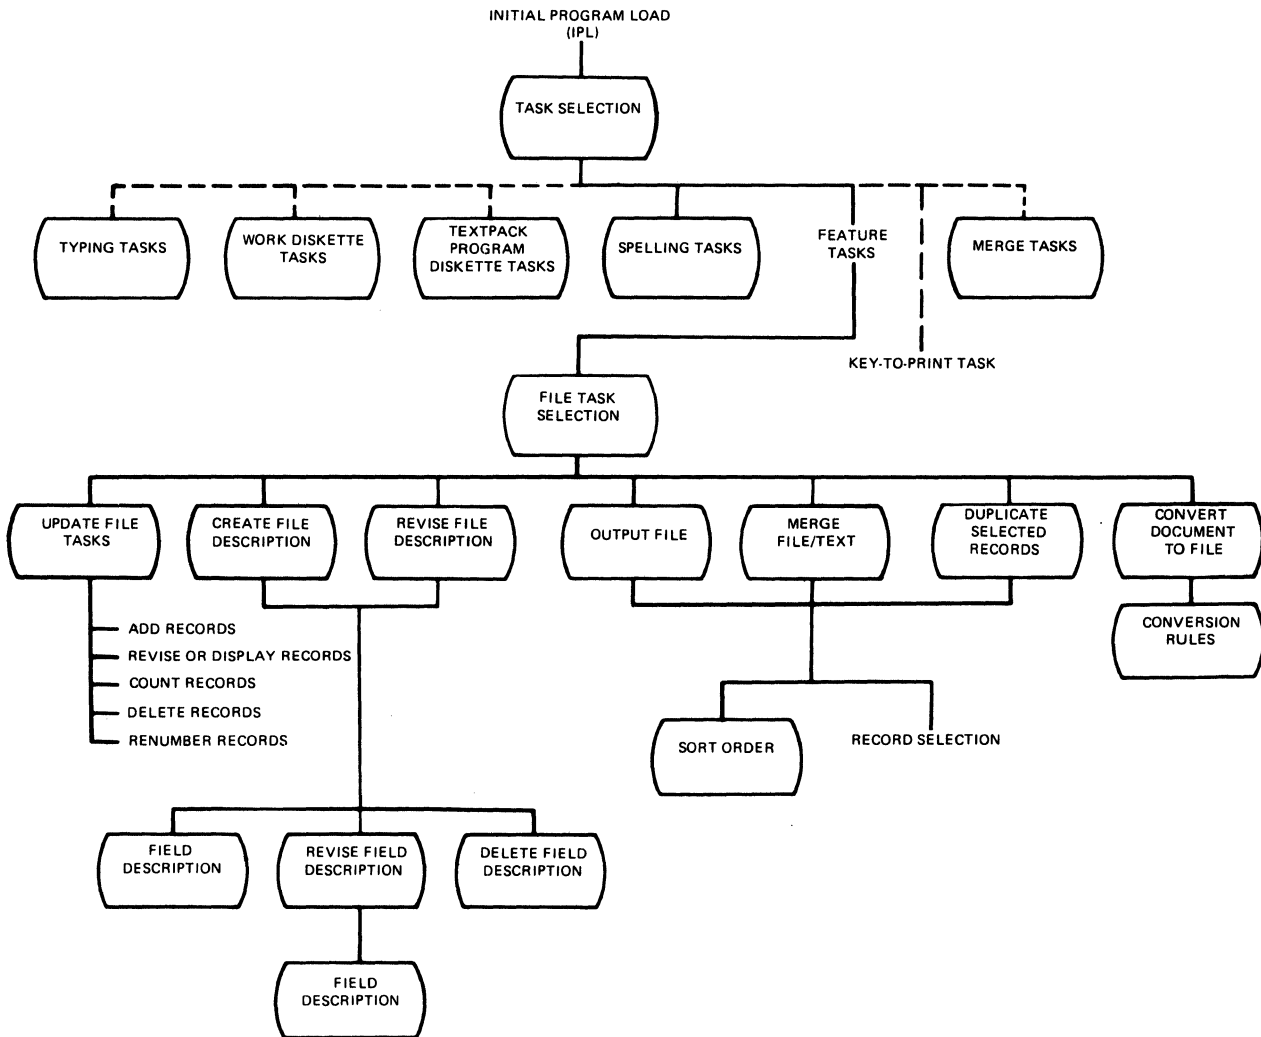 INITIAL PROGRAM LOAD
(IPL)
TASK SELECTION
TYPING TASKS
WORK DISKETTE
TASKS
TEXTPACK
PROGRAM
DISKETTE TASKS
SPELLING TASKS
FEATURE
TASKS
MERGE TASKS
KEY-TO-PRINT TASK
FILE TASK
SELECTION
UPDATE FILE
TASKS
CREATE FILE
DESCRIPTION
REVISE FILE
DESCRIPTION
OUTPUT FILE
MERGE
FILE/TEXT
DUPLICATE
SELECTED
RECORDS
CONVERT
DOCUMENT
TO FILE
ADD RECORDS
REVISE OR DISPLAY RECORDS
COUNT RECORDS
DELETE RECORDS
RENUMBER RECORDS
CONVERSION
RULES
SORT ORDER
RECORD SELECTION
FIELD
DESCRIPTION
REVISE FIELD
DESCRIPTION
DELETE FIELD
DESCRIPTION
FIELD
DESCRIPTION